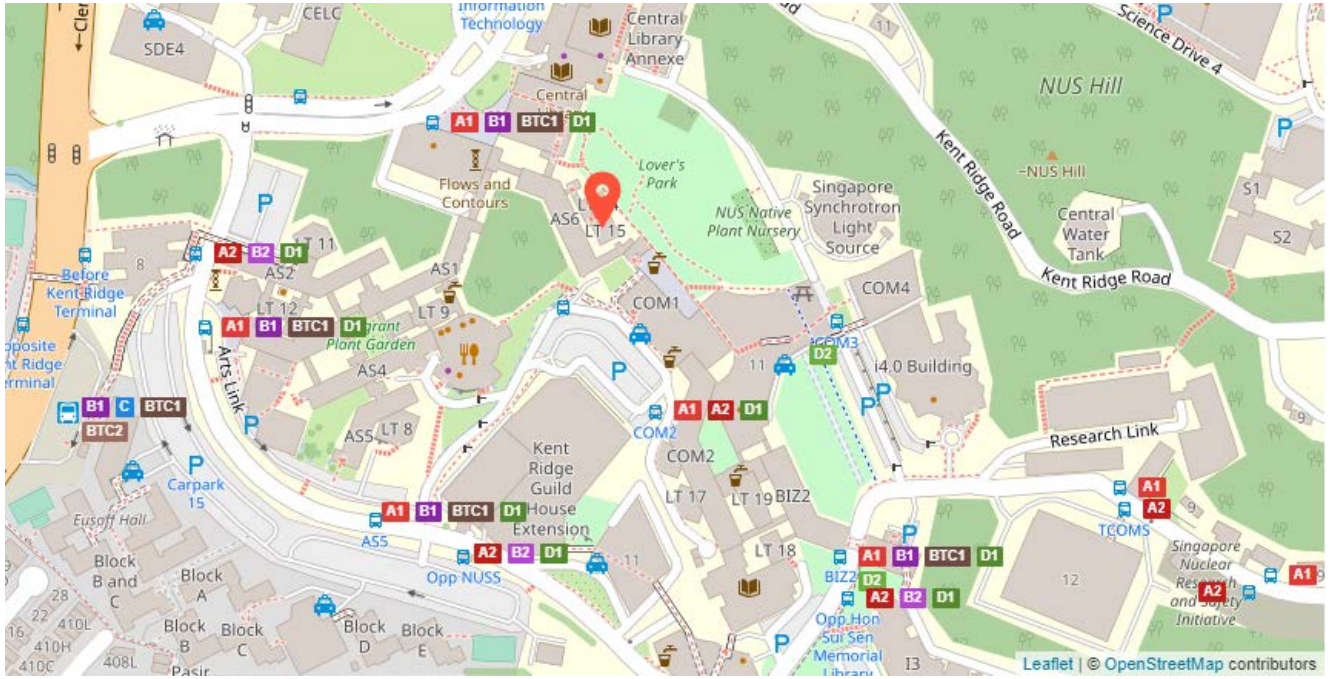 CELC
Information
Technology
Central
Library
Annexe
Science Drive 4
SDE4
NUS Hill
Central
A1 B1 BTC1 D1
Lover's
Park
Flows and
Contours
Kent Ridge Road
NUS Hill
S1
S2
Singapore
Synchrotron
Light
Source
NUS Native
Plant Nursery
Central
Water
Tank
AS6
LT 15
LT 11
8
A2 B2 D1
AS2
AS1
Before
Kent Ridge
Terminal
Kent Ridge Road
COM1
COM4
LT 12
LT 9
A1 B1 BTC1 D1
Plant Garden
COM3
D2
11
i4.0 Building
Arts Link
AS4
B1 C BTC1
BTC2
A1 A2 D1
COM2
9
Research Link
AS5
LT 8
Kent
Ridge
Guild
House
Extension
COM2
LT 17
LT 19
BIZ2
Carpark
15
Eusoff Hall
A1 B1 BTC1 D1
AS5
A1
A2
TCOMS
9
A2 B2 D1
Opp NUSS
11
LT 18
A1 B1 BTC1 D1
BIZ2
D2
A2 B2 D1
Opp Hon
Sui Sen
Memorial
Library
12
Singapore
Nuclear
Research
and Safety
Initiative
A1
A2
Block
B and
C
Block
A
Block
B
Block
C
Block
D
Block
E
28
22
16
410L
410H
410C
408L
Pasir
I3
Leaflet | © OpenStreetMap contributors